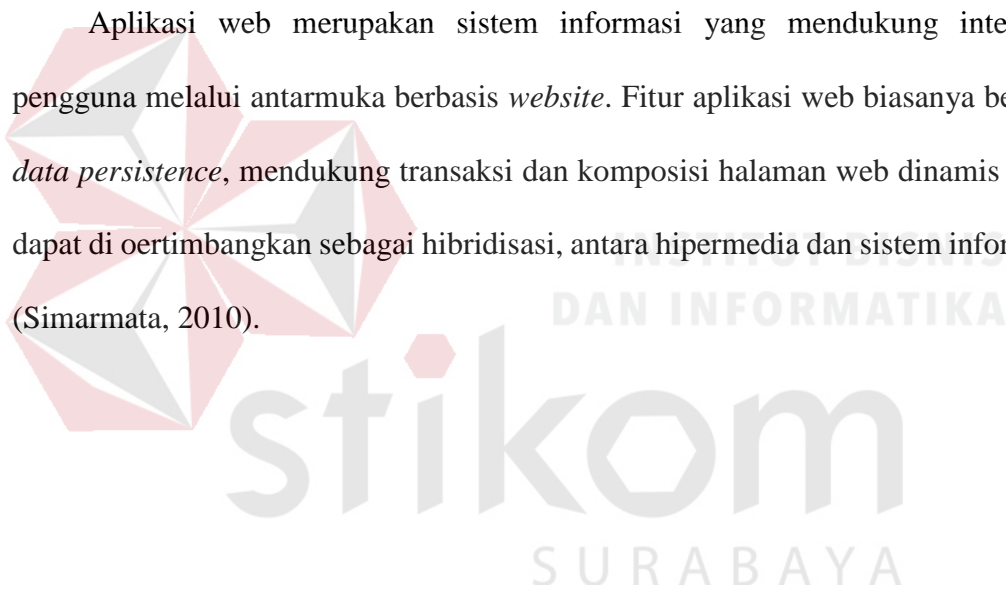 Aplikasi web merupakan sistem informasi yang mendukung inte
pengguna melalui antarmuka berbasis website. Fitur aplikasi web biasanya be
data persistence, mendukung transaksi dan komposisi halaman web dinamis
dapat di oertimbangkan sebagai hibridisasi, antara hipermedia dan sistem infor
(Simarmata, 2010).
INSTITUT BISNIS
DAN INFORMATIKA
stikom
SURABAYA